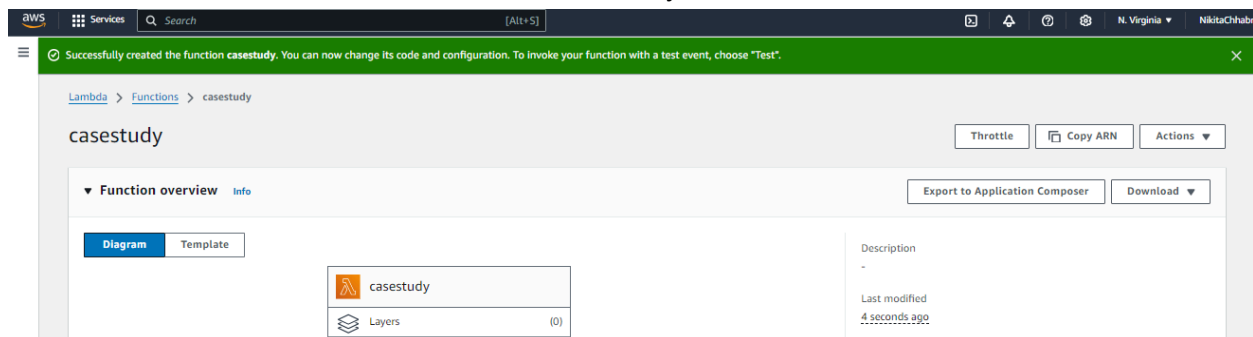 aws Services Search [Alt+S] N. Virginia ▼ NikitaChhabr
Successfully created the function casestudy. You can now change its code and configuration. To invoke your function with a test event, choose "Test".
Lambda > Functions > casestudy
casestudy Throttle Copy ARN Actions ▼
▼ Function overview Info Export to Application Composer Download ▼
Diagram Template
Description
-
casestudy
Last modified
Layers (0)
4 seconds ago